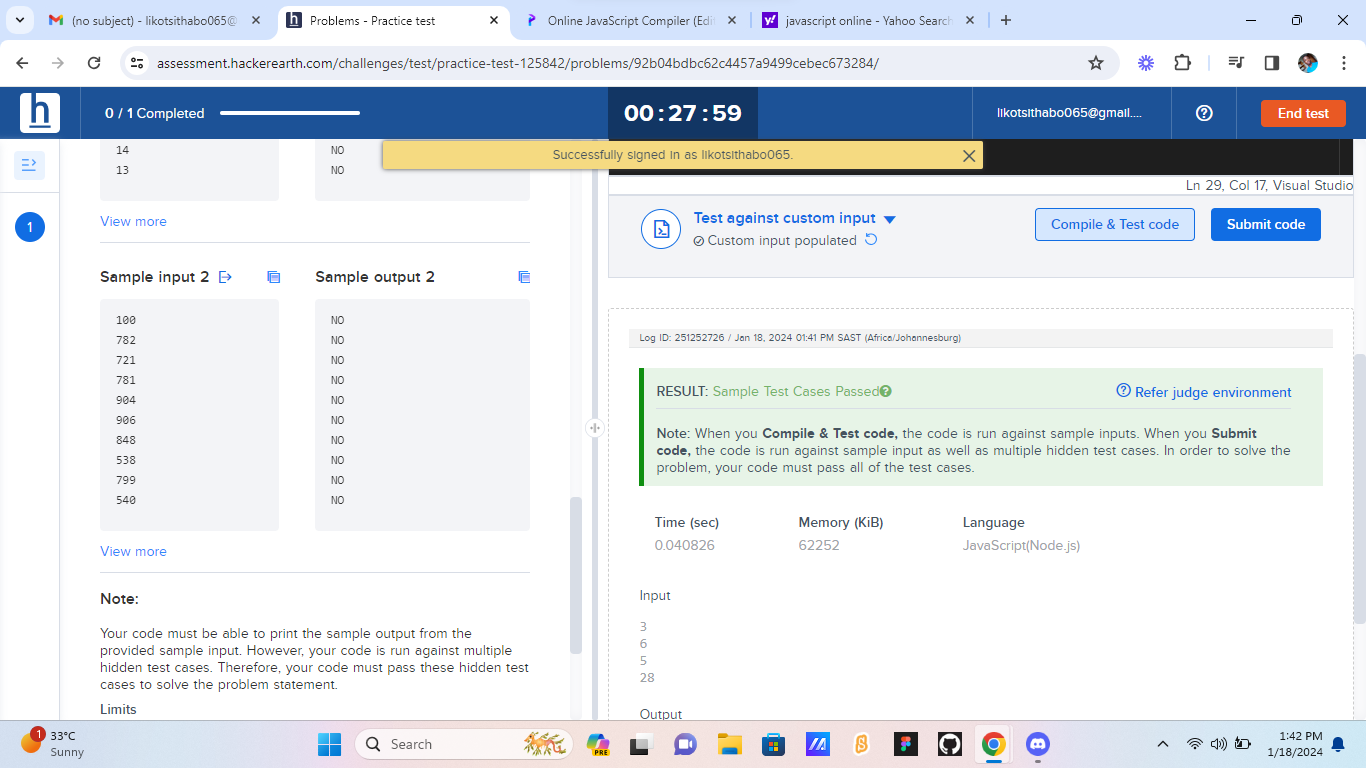 (no subject) - likotsithabo065@
Problems - Practice test
Online JavaScript Compiler (Edi
javascript online - Yahoo Search
assessment.hackerearth.com/challenges/test/practice-test-125842/problems/92b04bdbc62c4457a9499cebec673284/
h
0 / 1 Completed
00:27:59
likotsithabo065@gmail....
End test
Successfully signed in as likotsithabo065.
1
14 NO
13 NO
View more
Sample input 2 Sample output 2
100 NO
782 NO
721 NO
781 NO
904 NO
906 NO
848 NO
538 NO
799 NO
540 NO
View more
Note:
Your code must be able to print the sample output from the
provided sample input. However, your code is run against multiple
hidden test cases. Therefore, your code must pass these hidden test
cases to solve the problem statement.
Limits
Ln 29, Col 17, Visual Studio
Test against custom input
Custom input populated
Compile & Test code
Submit code
Log ID: 251252726 / Jan 18, 2024 01:41 PM SAST (Africa/Johannesburg)
RESULT: Sample Test Cases Passed
Refer judge environment
Note: When you Compile & Test code, the code is run against sample inputs. When you Submit
code, the code is run against sample input as well as multiple hidden test cases. In order to solve the
problem, your code must pass all of the test cases.
Time (sec) Memory (KiB) Language
0.040826 62252 JavaScript(Node.js)
Input
3
6
5
28
Output
1
33°C
Sunny
Search
PRE
1:42 PM
1/18/2024